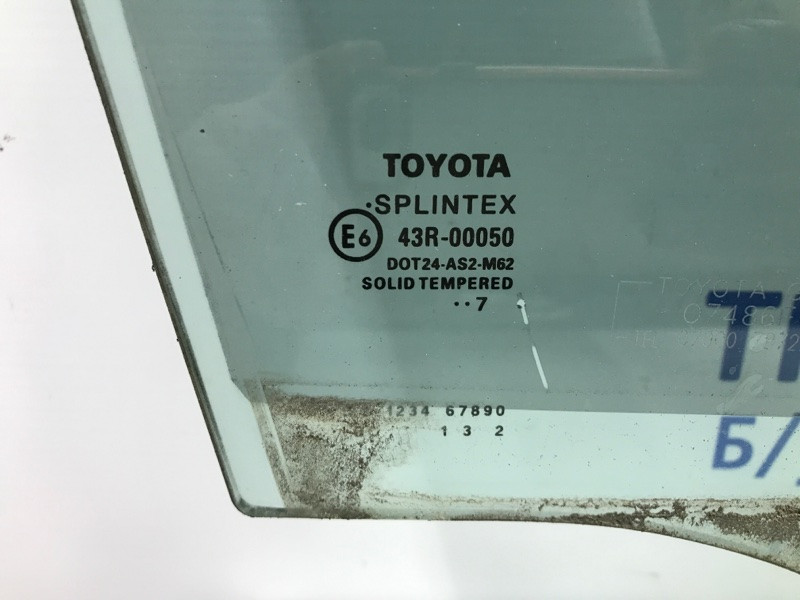 TOYOTA
SPLINTEX
E6 43R-00050
DOT24-AS2-M62
SOLID TEMPERED
··7
1234 67890
1 3 2
Б/